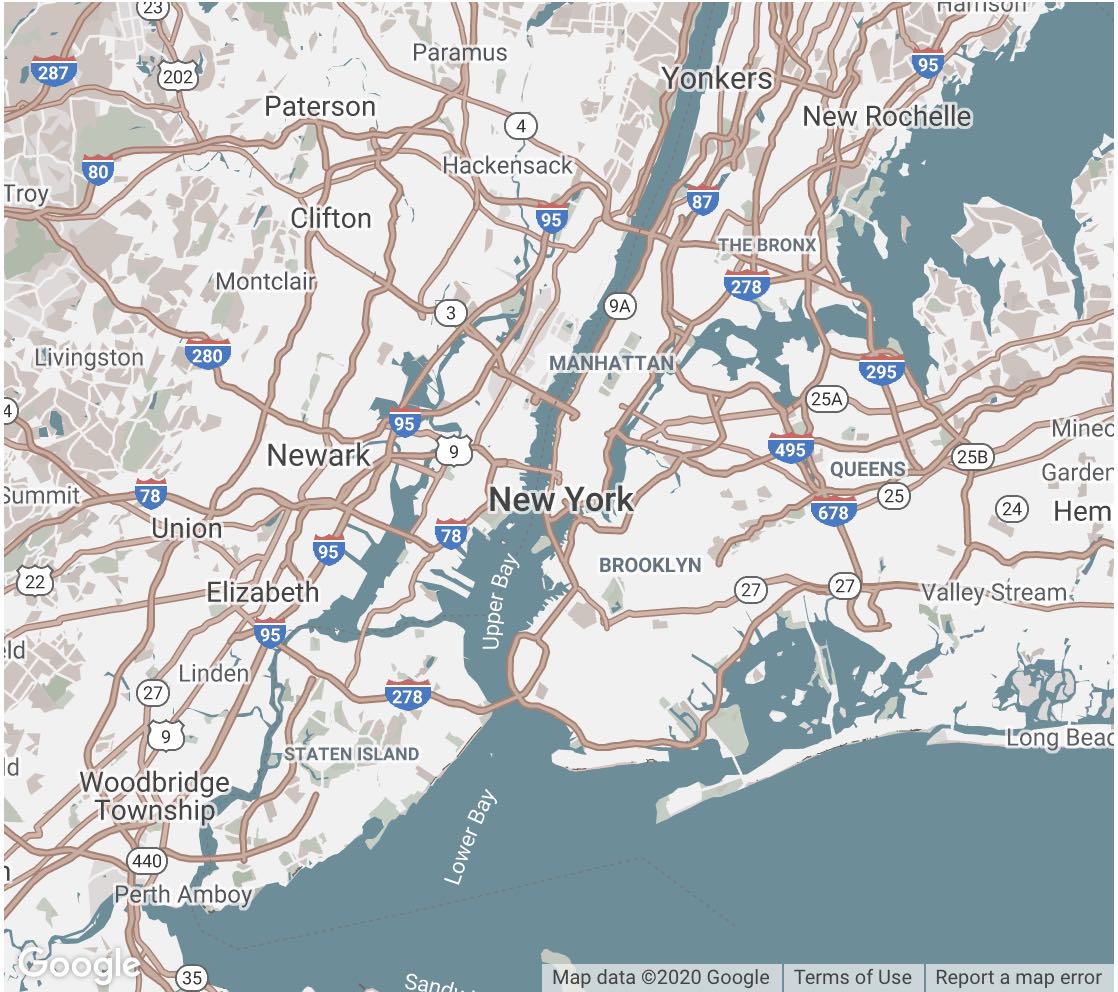 23
Harrison
Paramus
287
202
Yonkers
95
Paterson
4
New Rochelle
80
Hackensack
Troy
87
Clifton
95
THE BRONX
Montclair
278
9A
3
Livingston
280
MANHATTAN
295
25A
4
95
Newark
9
495
QUEENS
25B
Minec
Garden
Summit
78
New York
25
678
24
Hem
Union
78
95
BROOKLYN
22
Elizabeth
Upper Bay
27
27
Valley Stream
95
ld
Linden
27
278
9
STATEN ISLAND
Long Beac
ld
Woodbridge
Township
Lower Bay
440
Perth Amboy
Google
35
Sandy
Map data ©2020 Google
Terms of Use
Report a map error